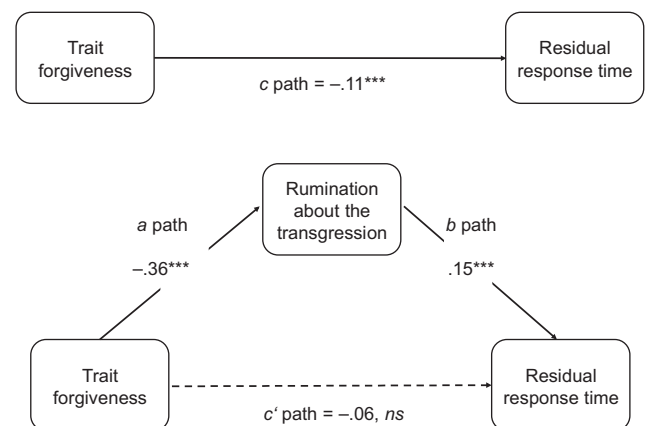 Trait
forgiveness
Residual
response time
c path = –.11***
Rumination
about the
transgression
a path
–.36***
b path
.15***
Trait
forgiveness
Residual
response time
c‘ path = –.06, ns